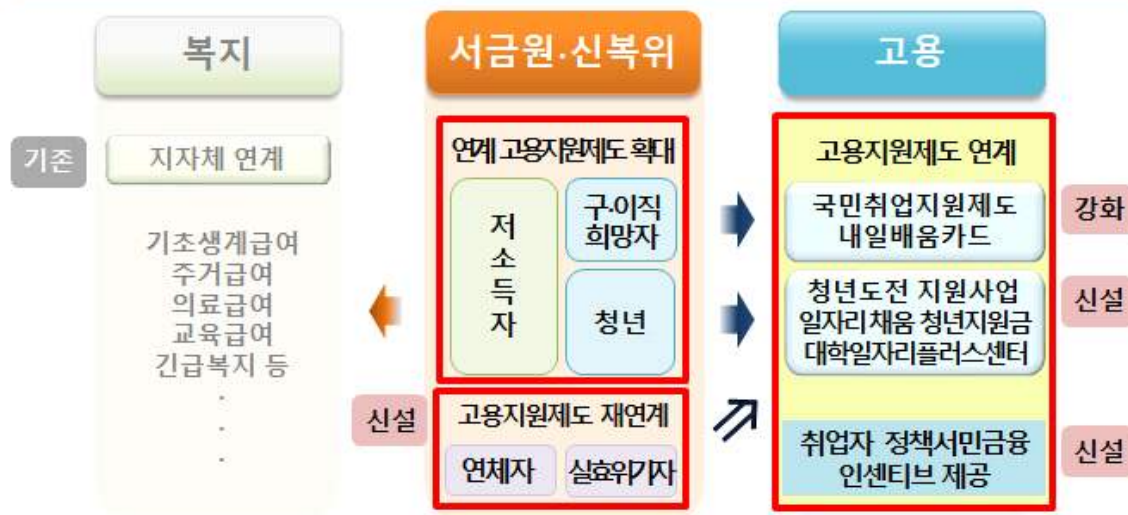 복지
서금원·신복위
고용
기존
지자체 연계
기초생계급여
주거급여
의료급여
교육급여
긴급복지 등
.
.
.
연계 고용지원제도 확대
저
소
득
자
구·이직
희망자
청년
신설
고용지원제도 재연계
연체자
실효위기자
고용지원제도 연계
국민취업지원제도
내일배움카드
강화
청년도전 지원사업
일자리채움 청년지원금
대학일자리플러스센터
신설
취업자 정책서민금융
인센티브 제공
신설